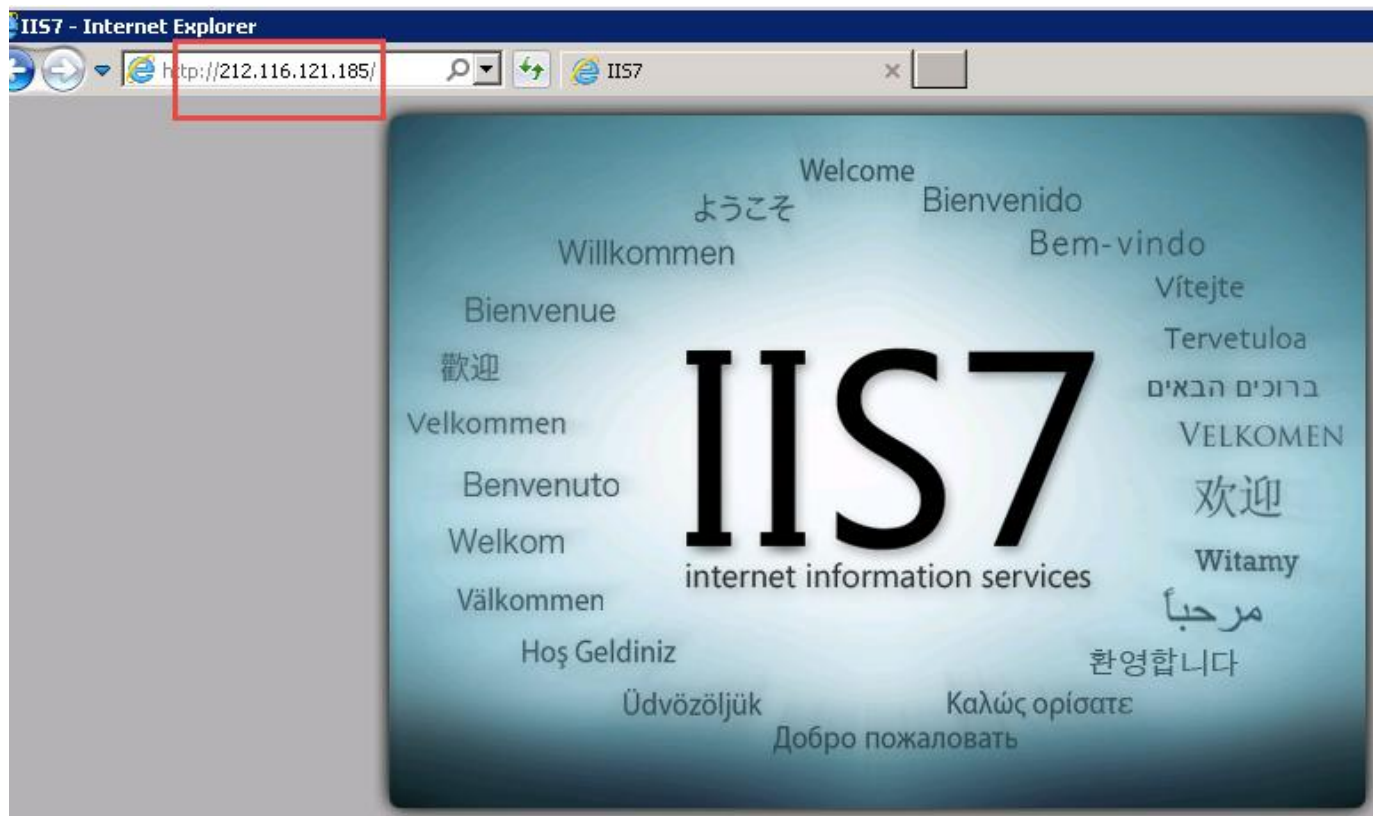 IIS7 - Internet Explorer
http://212.116.121.185/
IIS7
Welcome
ようこそ
Bienvenido
Willkommen
Bem-vindo
Bienvenue
Vítejte
Tervetuloa
歡迎
ברוכים הבאים
Velkommen
VELKOMEN
Benvenuto
欢迎
Welkom
Witamy
IIS7
internet information services
Välkommen
مرحباً
Hoş Geldiniz
환영합니다
Üdvözöljük
Καλώς ορίσατε
Добро пожаловать